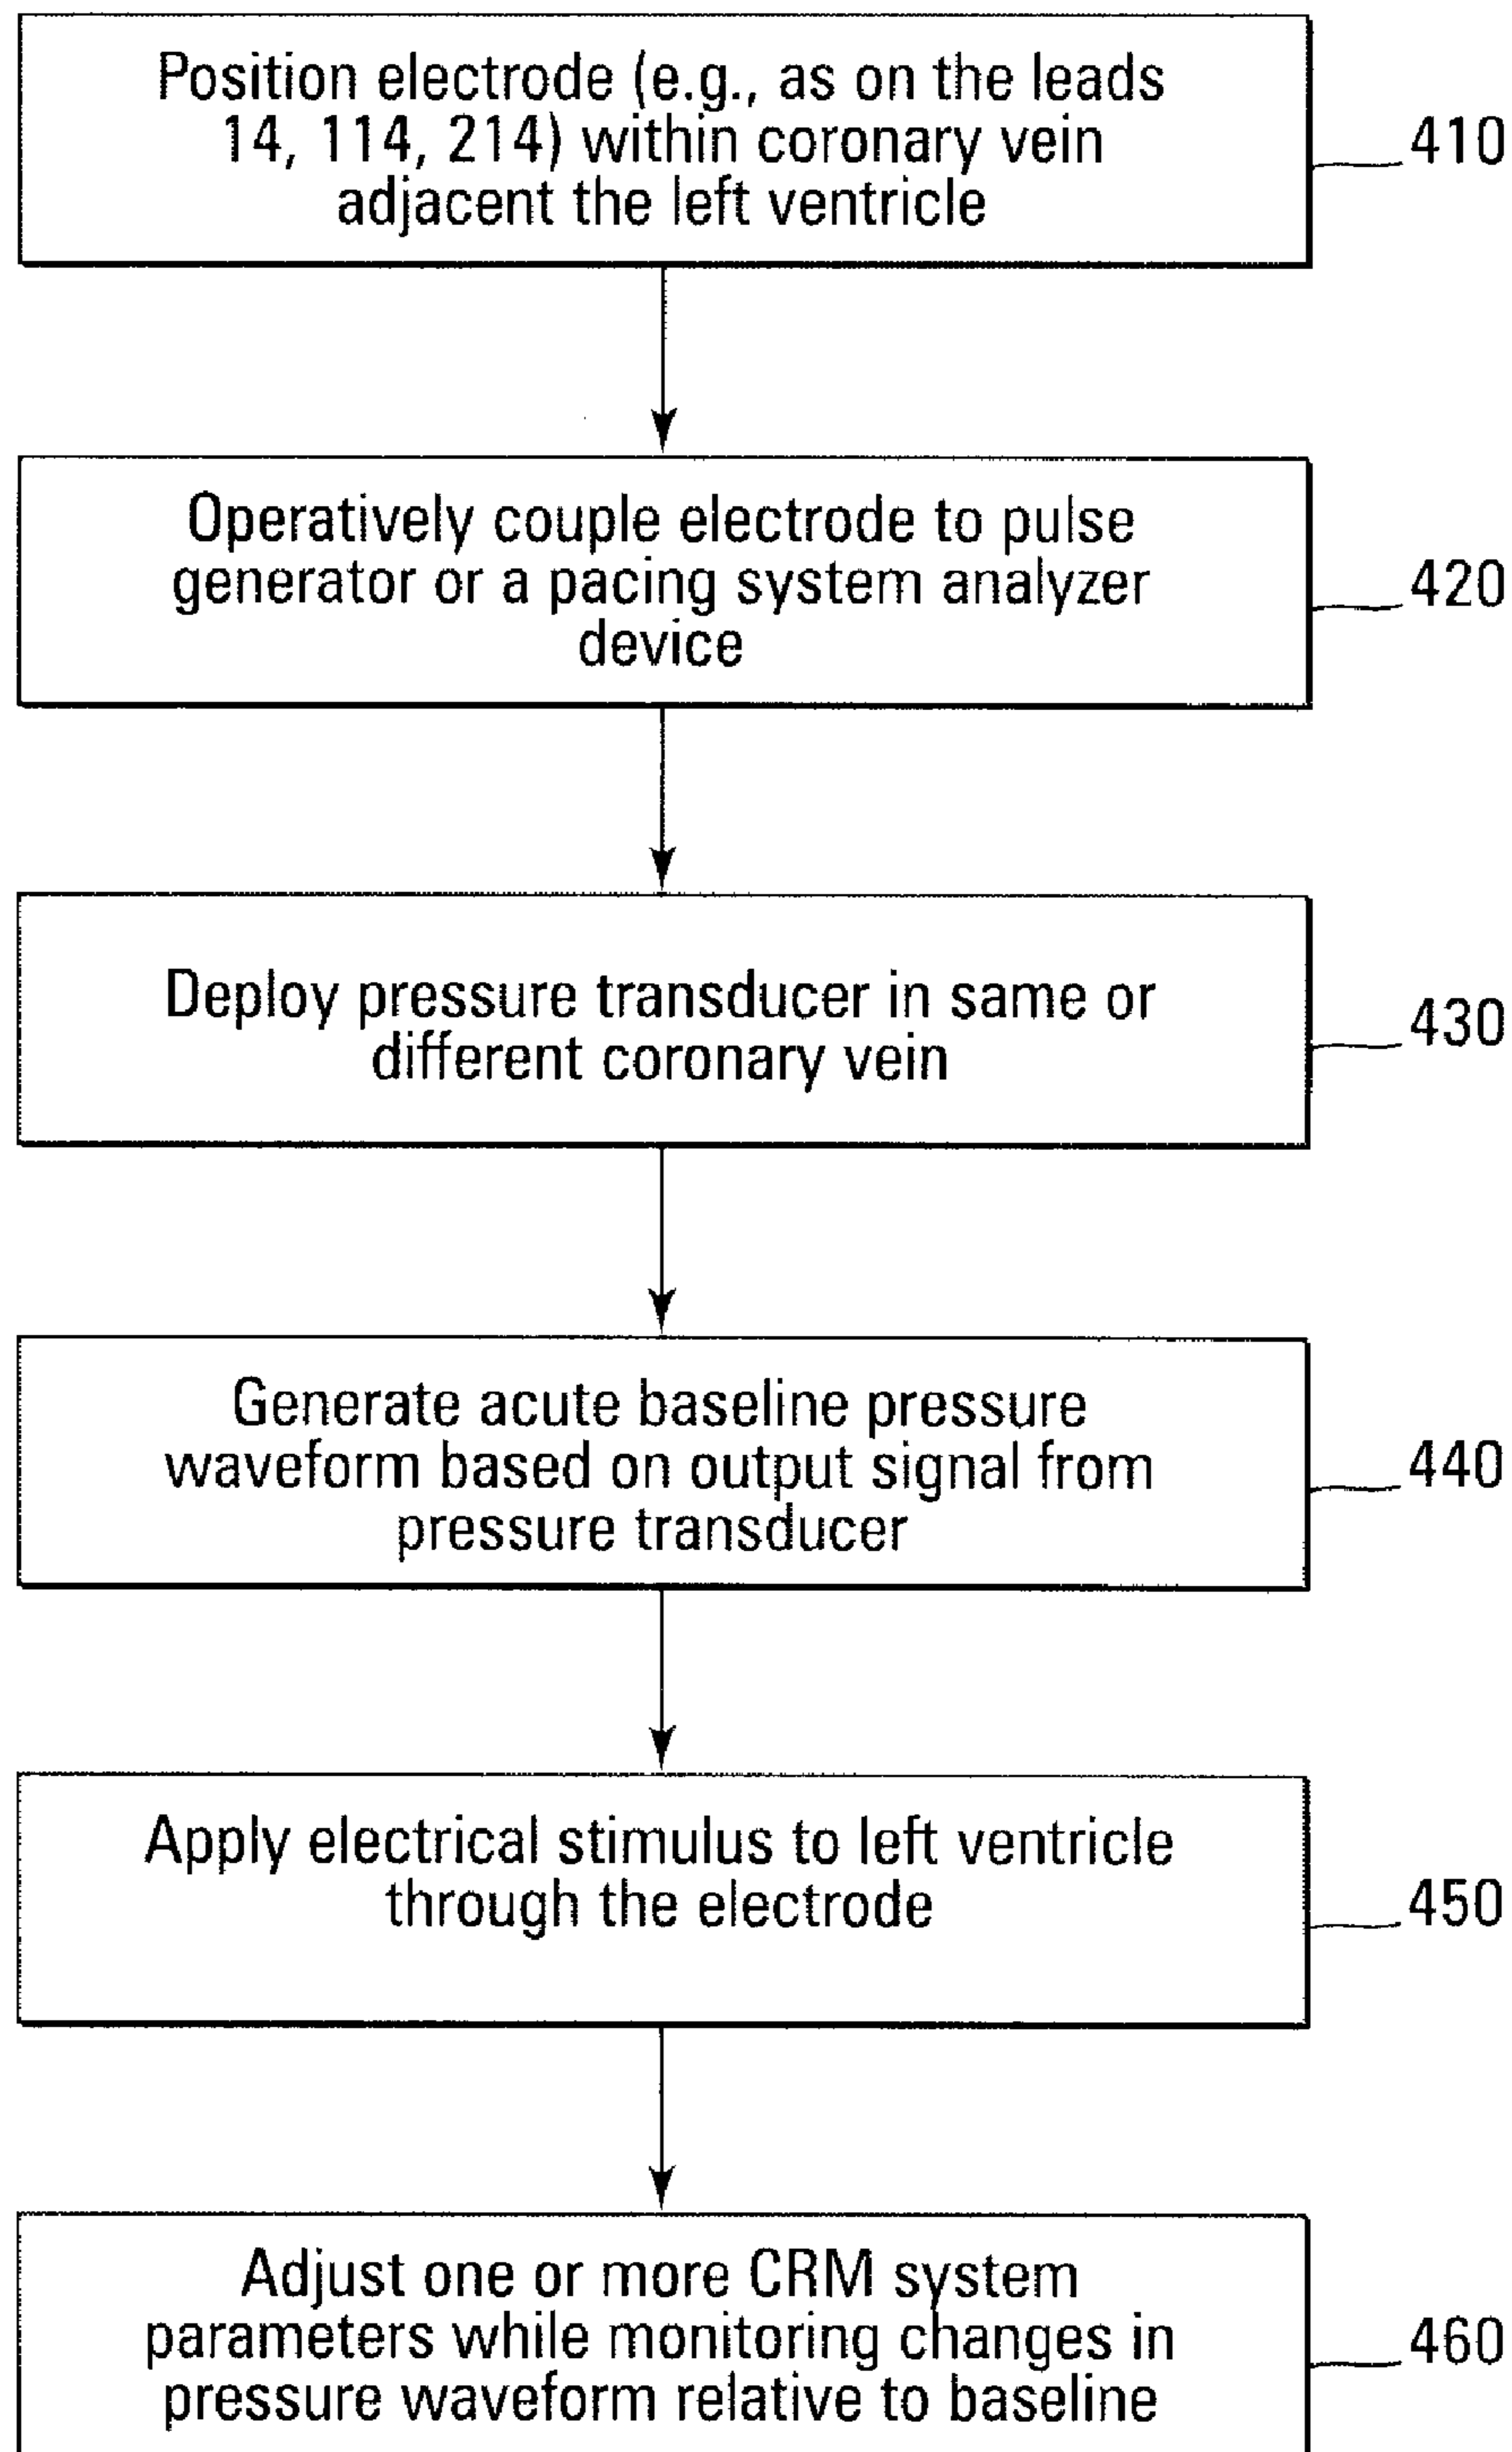 Position electrode (e.g., as on the leads
14, 114, 214) within coronary vein
adjacent the left ventricle
410
Operatively couple electrode to pulse
generator or a pacing system analyzer
device
420
Deploy pressure transducer in same or
different coronary vein
430
Generate acute baseline pressure
waveform based on output signal from
pressure transducer
440
Apply electrical stimulus to left ventricle
through the electrode
450
Adjust one or more CRM system
parameters while monitoring changes in
pressure waveform relative to baseline
460